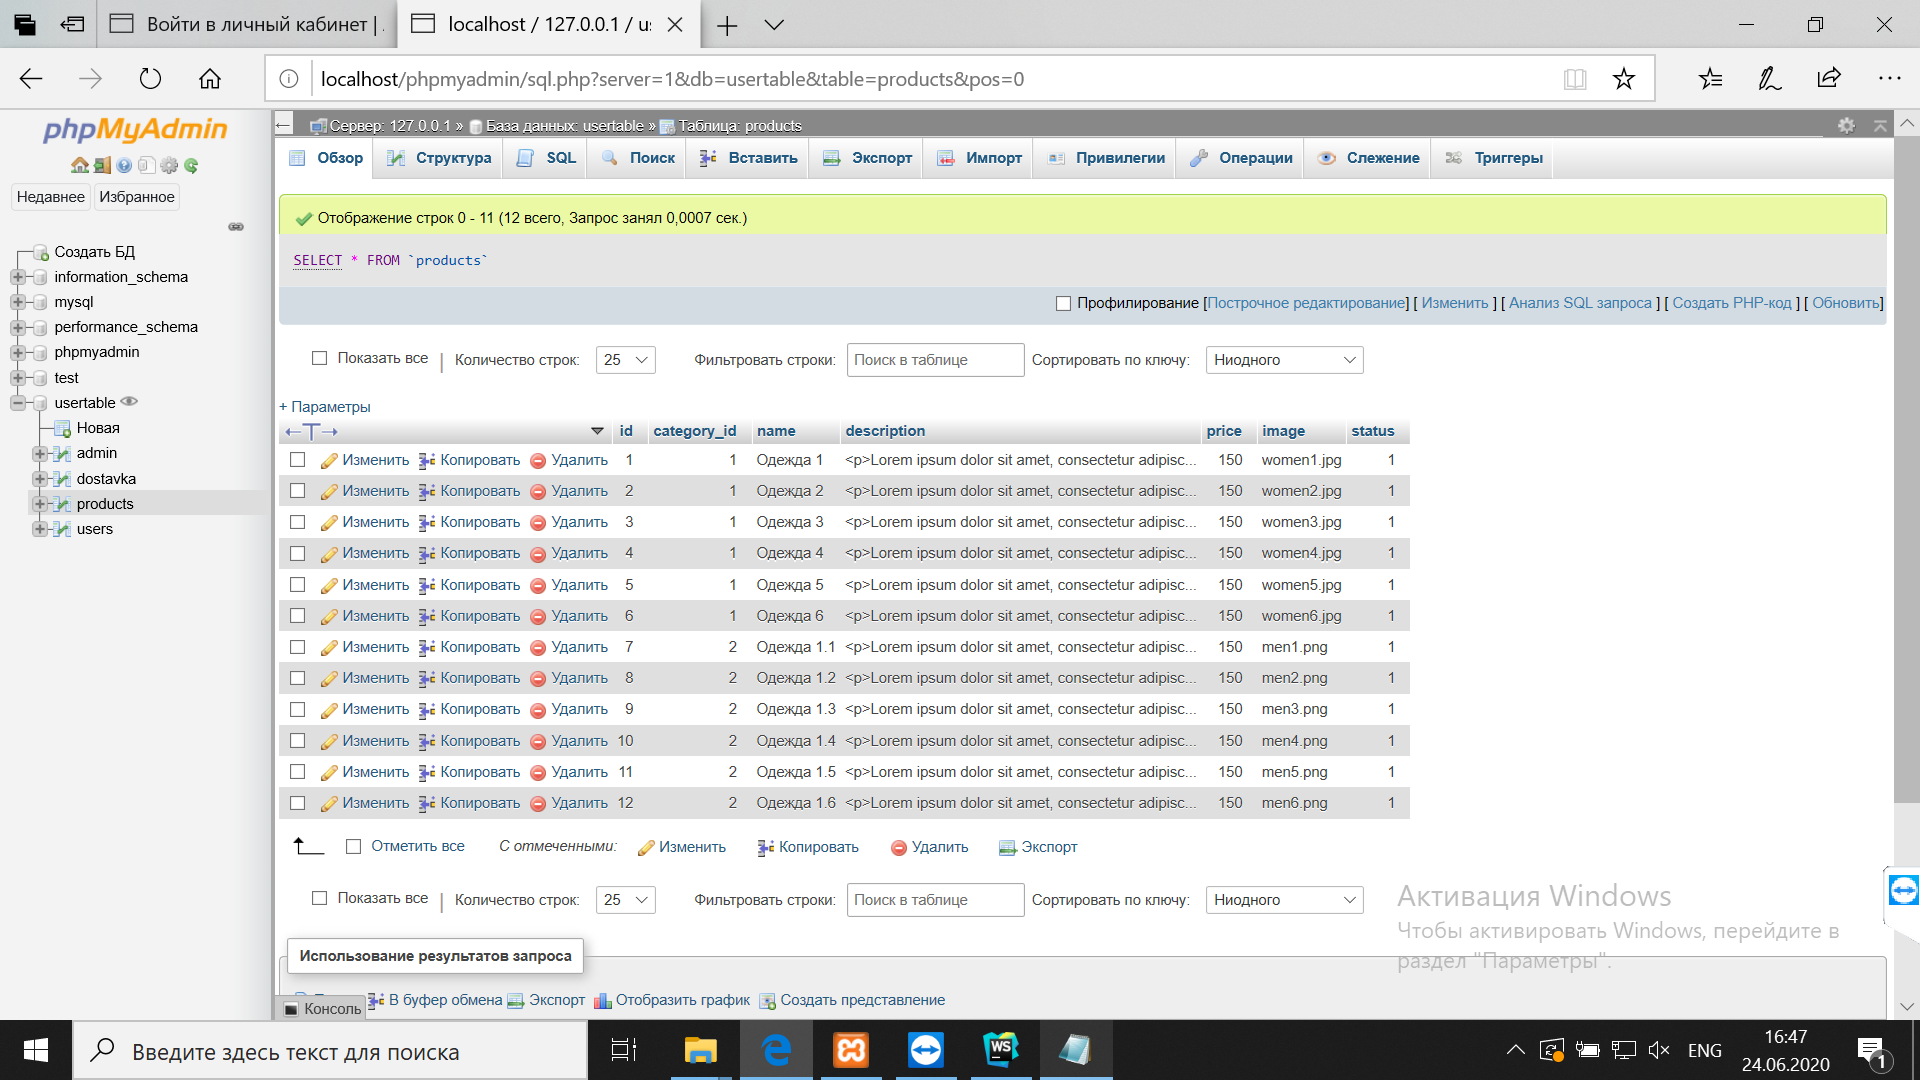 Войти в личный кабинет | .
localhost / 127.0.0.1 / us
localhost/phpmyadmin/sql.php?server=1&db=usertable&table=products&pos=0
phpMyAdmin
Недавнее Избранное
Создать БД
information_schema
mysql
performance_schema
phpmyadmin
test
usertable
Новая
admin
dostavka
products
users
Сервер: 127.0.0.1 » База данных: usertable » Таблица: products
Обзор Структура SQL Поиск Вставить Экспорт Импорт Привилегии Операции Слежение Триггеры
Отображение строк 0 - 11 (12 всего, Запрос занял 0,0007 сек.)
SELECT * FROM `products`
Профилирование [Построчное редактирование] [ Изменить ] [ Анализ SQL запроса ] [ Создать PHP-код ] [ Обновить]
Показать все | Количество строк: 25 Фильтровать строки: Поиск в таблице Сортировать по ключу: Ниодного
+ Параметры
←T→ id category_id name description price image status
Изменить Копировать Удалить 1 1 Одежда 1 <p>Lorem ipsum dolor sit amet, consectetur adipisc... 150 women1.jpg 1
Изменить Копировать Удалить 2 1 Одежда 2 <p>Lorem ipsum dolor sit amet, consectetur adipisc... 150 women2.jpg 1
Изменить Копировать Удалить 3 1 Одежда 3 <p>Lorem ipsum dolor sit amet, consectetur adipisc... 150 women3.jpg 1
Изменить Копировать Удалить 4 1 Одежда 4 <p>Lorem ipsum dolor sit amet, consectetur adipisc... 150 women4.jpg 1
Изменить Копировать Удалить 5 1 Одежда 5 <p>Lorem ipsum dolor sit amet, consectetur adipisc... 150 women5.jpg 1
Изменить Копировать Удалить 6 1 Одежда 6 <p>Lorem ipsum dolor sit amet, consectetur adipisc... 150 women6.jpg 1
Изменить Копировать Удалить 7 2 Одежда 1.1 <p>Lorem ipsum dolor sit amet, consectetur adipisc... 150 men1.png 1
Изменить Копировать Удалить 8 2 Одежда 1.2 <p>Lorem ipsum dolor sit amet, consectetur adipisc... 150 men2.png 1
Изменить Копировать Удалить 9 2 Одежда 1.3 <p>Lorem ipsum dolor sit amet, consectetur adipisc... 150 men3.png 1
Изменить Копировать Удалить 10 2 Одежда 1.4 <p>Lorem ipsum dolor sit amet, consectetur adipisc... 150 men4.png 1
Изменить Копировать Удалить 11 2 Одежда 1.5 <p>Lorem ipsum dolor sit amet, consectetur adipisc... 150 men5.png 1
Изменить Копировать Удалить 12 2 Одежда 1.6 <p>Lorem ipsum dolor sit amet, consectetur adipisc... 150 men6.png 1
Отметить все С отмеченными: Изменить Копировать Удалить Экспорт
Показать все | Количество строк: 25 Фильтровать строки: Поиск в таблице Сортировать по ключу: Ниодного
Активация Windows
Чтобы активировать Windows, перейдите в
раздел "Параметры".
Использование результатов запроса
В буфер обмена Экспорт Отобразить график Создать представление
Консоль
Введите здесь текст для поиска
WS
ENG
16:47
24.06.2020
1